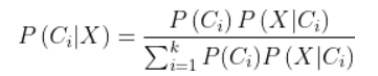 P(C_i|X) = \frac{P(C_i) P(X|C_i)}{\sum_{i=1}^{k} P(C_i)P(X|C_i)}